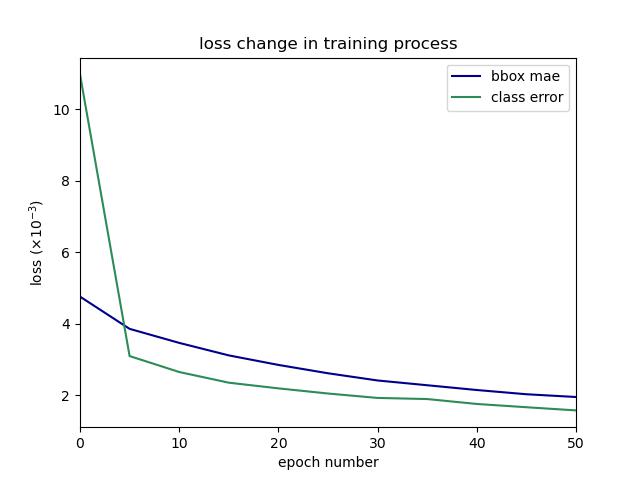 loss change in training process
bbox mae
class error
10
8
6
4
2
loss (×10⁻³)
0 10 20 30 40 50
epoch number